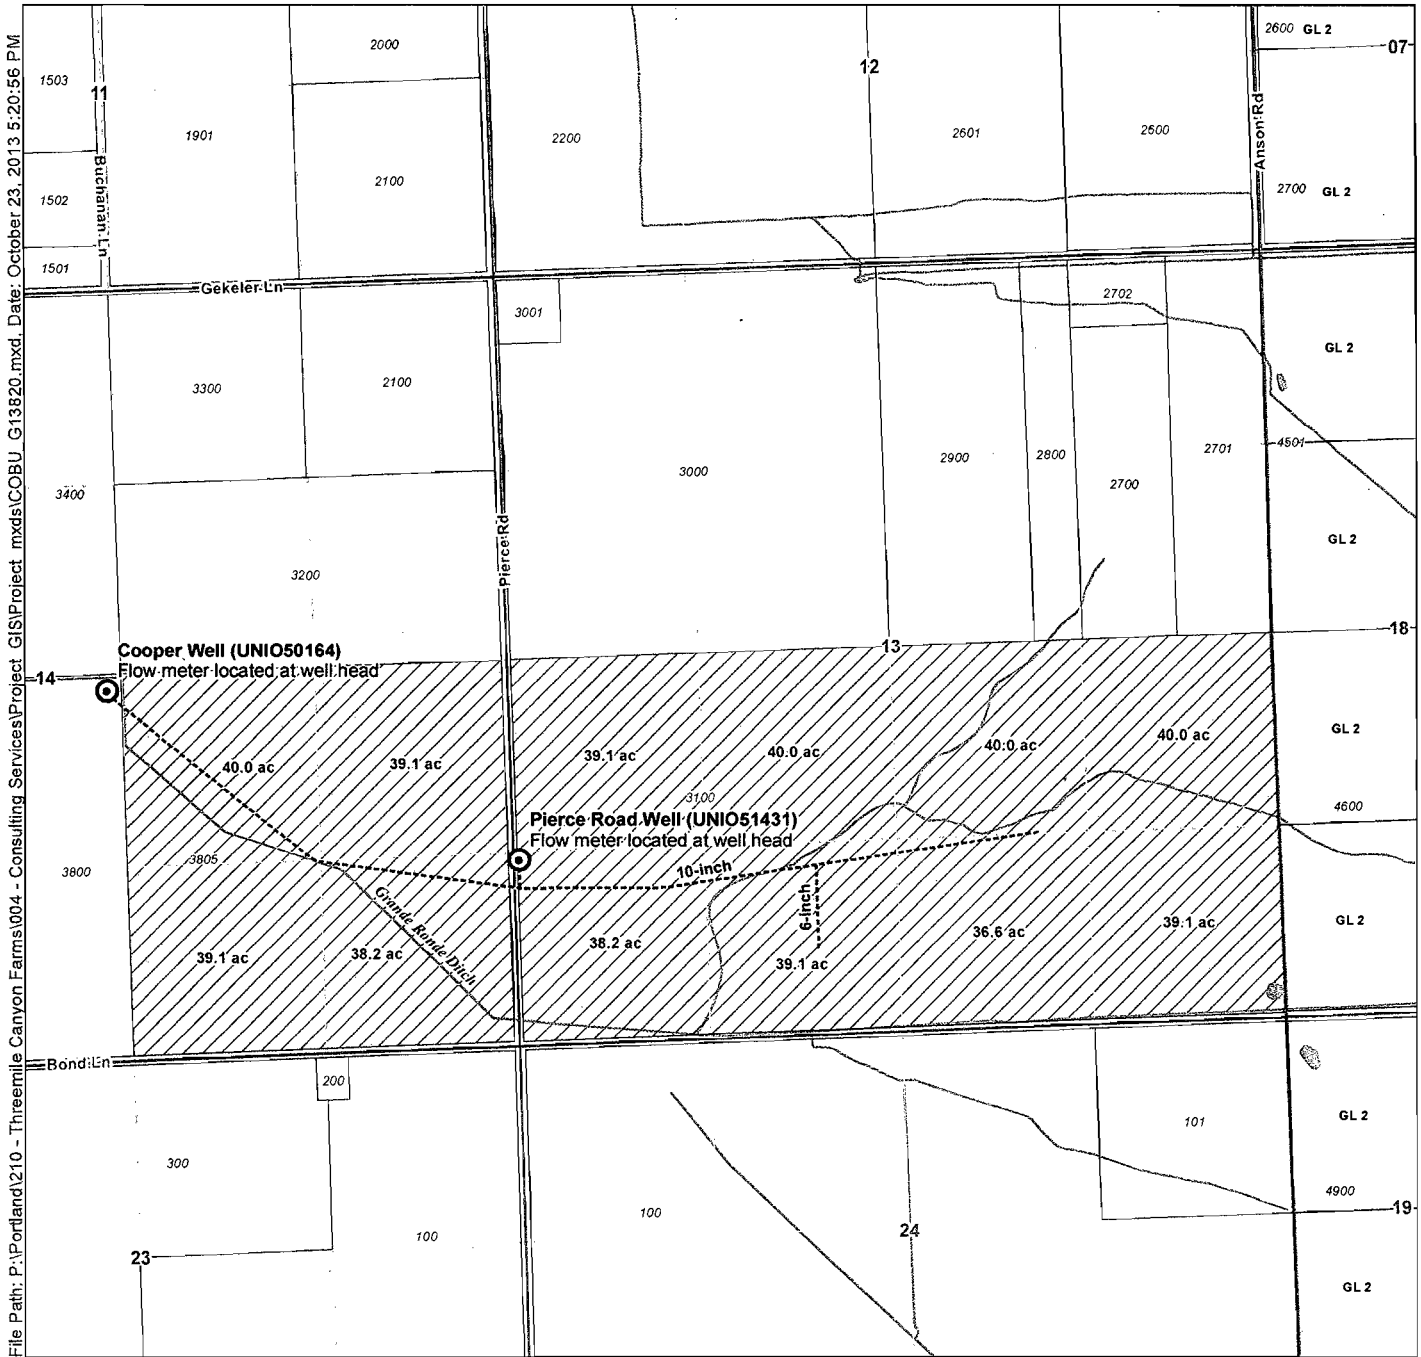 File Path: P:\Portland\210 - Threemile Canyon Farms\004 - Consulting Services\Project_GIS\Project_mxds\COBU_G13820.mxd, Date: October 23, 2013 5:20:56 PM
2600 GL 2
07
2000
12
1503
11
1901
2200
2601
2500
Anson Rd
2100
2700 GL 2
1502
Buchanan Ln
1501
Gekeler Ln
3001
2702
GL 2
3300
2100
4501
2701
2900
2800
3000
2700
3400
Pierce Rd
GL 2
3200
18
13
Cooper Well (UNIO50164)
Flow meter located at well head
14
GL 2
40.0 ac
39.1 ac
39.1 ac
40.0 ac
40.0 ac
40.0 ac
3100
4600
Pierce Road Well (UNIO51431)
Flow meter located at well head
3805
3800
10-inch
6-inch
Grande Ronde Ditch
GL 2
39.1 ac
38.2 ac
38.2 ac
39.1 ac
36.6 ac
39.1 ac
Bond Ln
200
GL 2
101
300
4900
19
100
100
24
23
GL 2